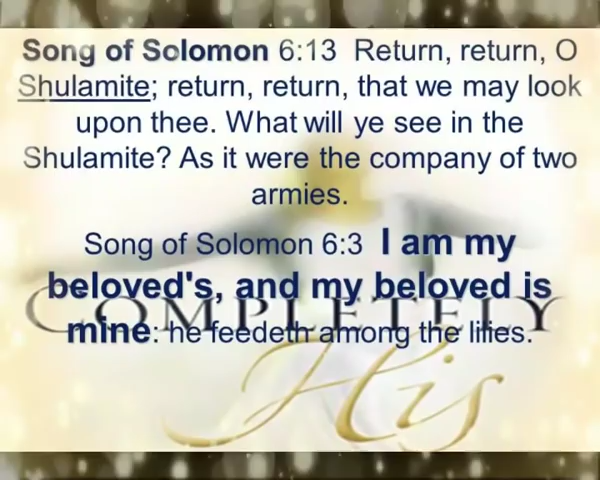 Song of Solomon 6:13 Return, return, O
Shulamite; return, return, that we may look
upon thee. What will ye see in the
Shulamite? As it were the company of two
armies.
Song of Solomon 6:3 I am my
beloved's, and my beloved is
mine: he feedeth among the lilies.
COMPLETELY
His